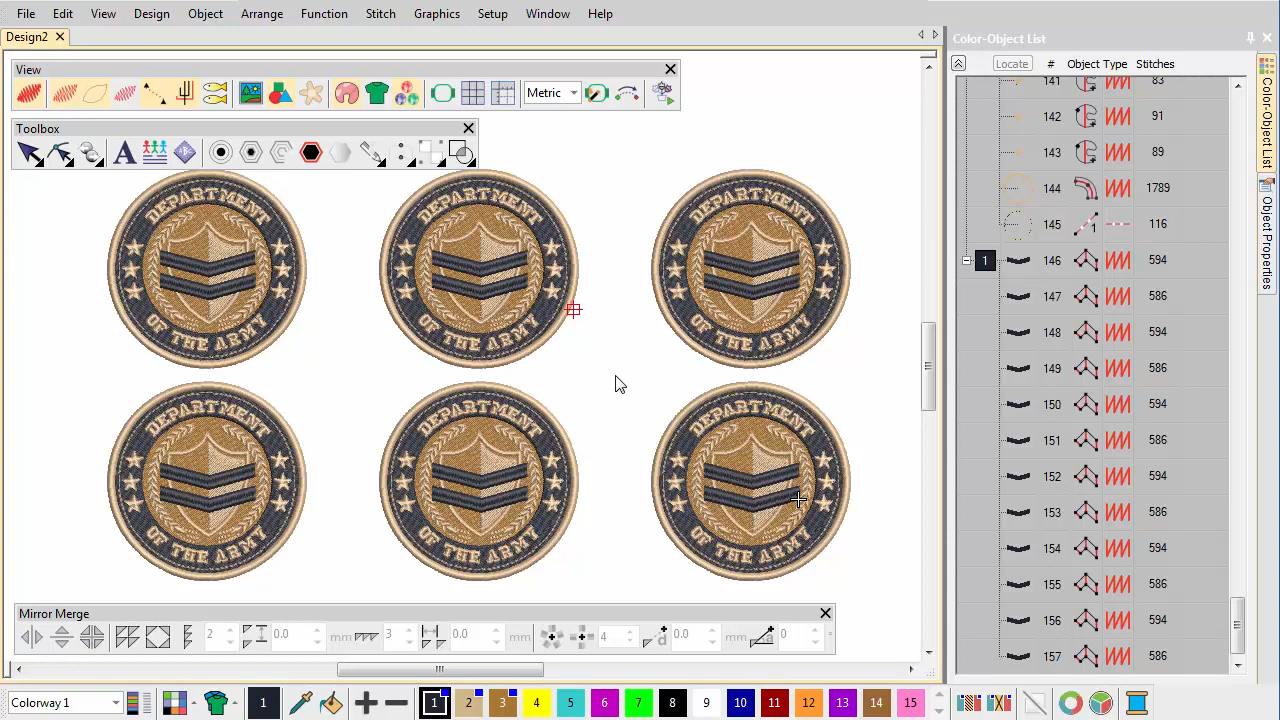 File Edit View Design Object Arrange Function Stitch Graphics Setup Window Help
Design2
View
Metric
Toolbox
DEPARTMENT
OF THE ARMY
DEPARTMENT
OF THE ARMY
DEPARTMENT
OF THE ARMY
DEPARTMENT
OF THE ARMY
DEPARTMENT
OF THE ARMY
DEPARTMENT
OF THE ARMY
Mirror Merge
2 0.0 mm 3 0.0 mm 4 0.0 mm 0
Color-Object List
Locate # Object Type Stitches
141 83
142 91
143 89
144 1789
145 1 116
1 146 594
147 586
148 594
149 586
150 594
151 586
152 594
153 586
154 594
155 586
156 594
157 586
Color-Object List
Object Properties
Colorway 1 1 1 2 3 4 5 6 7 8 9 10 11 12 13 14 15